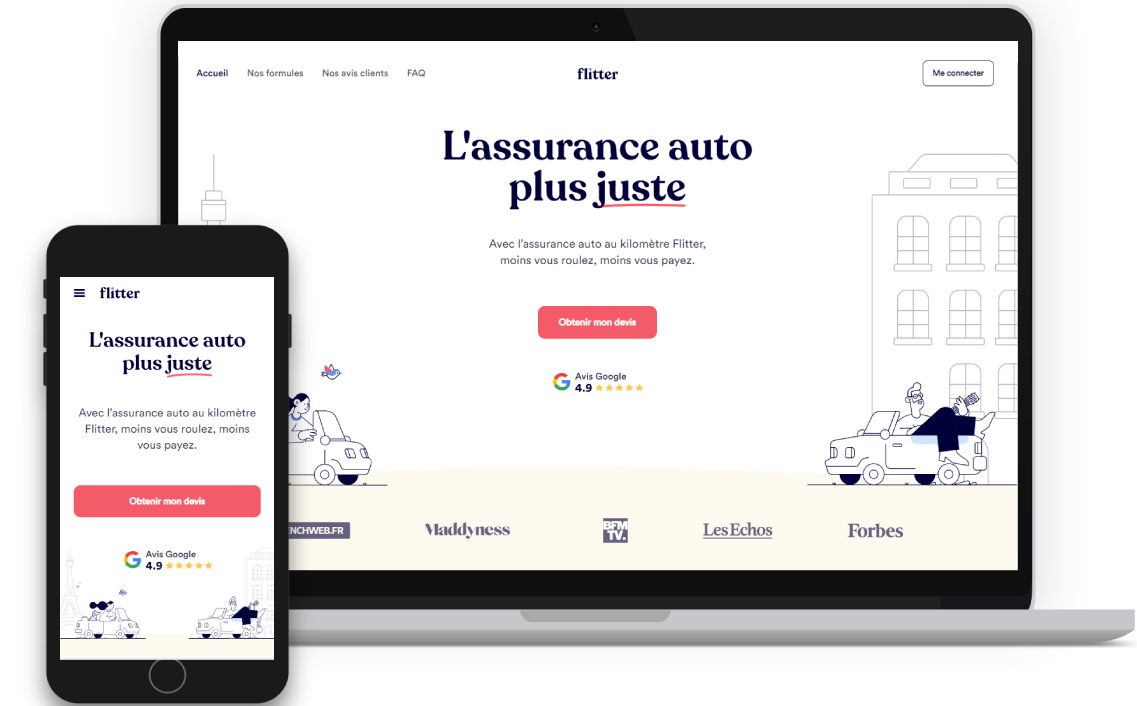 Accueil Nos formules Nos avis clients FAQ flitter Me connecter
L'assurance auto
plus juste
Avec l'assurance auto au kilomètre Flitter,
moins vous roulez, moins vous payez.
Obtenir mon devis
Avis Google
4.9
NCHWEB.FR Maddyness BFM TV. Les Echos Forbes
flitter
L'assurance auto
plus juste
Avec l'assurance auto au kilomètre
Flitter, moins vous roulez, moins
vous payez.
Obtenir mon devis
Avis Google
4.9